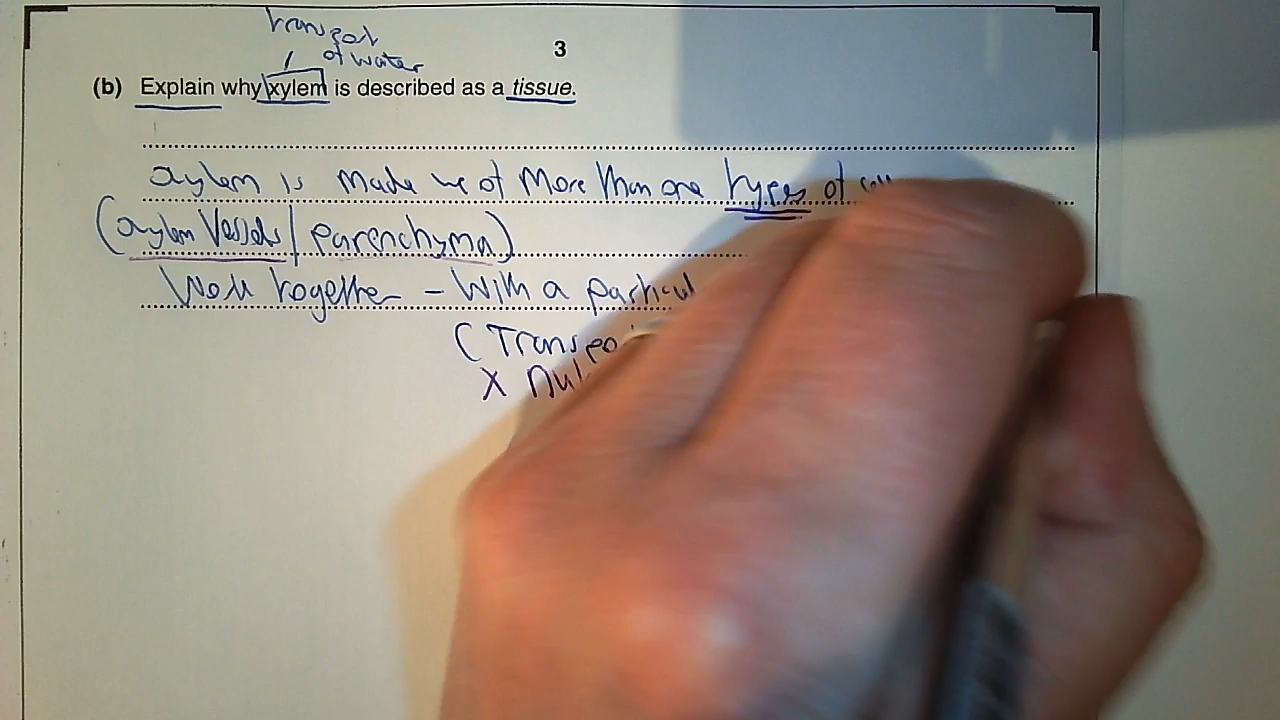 Transport
of water
3
(b) Explain why xylem is described as a tissue.
xylem is made up of more than one types of
(xylem vessels / parenchyma)
Work together - With a
(
X